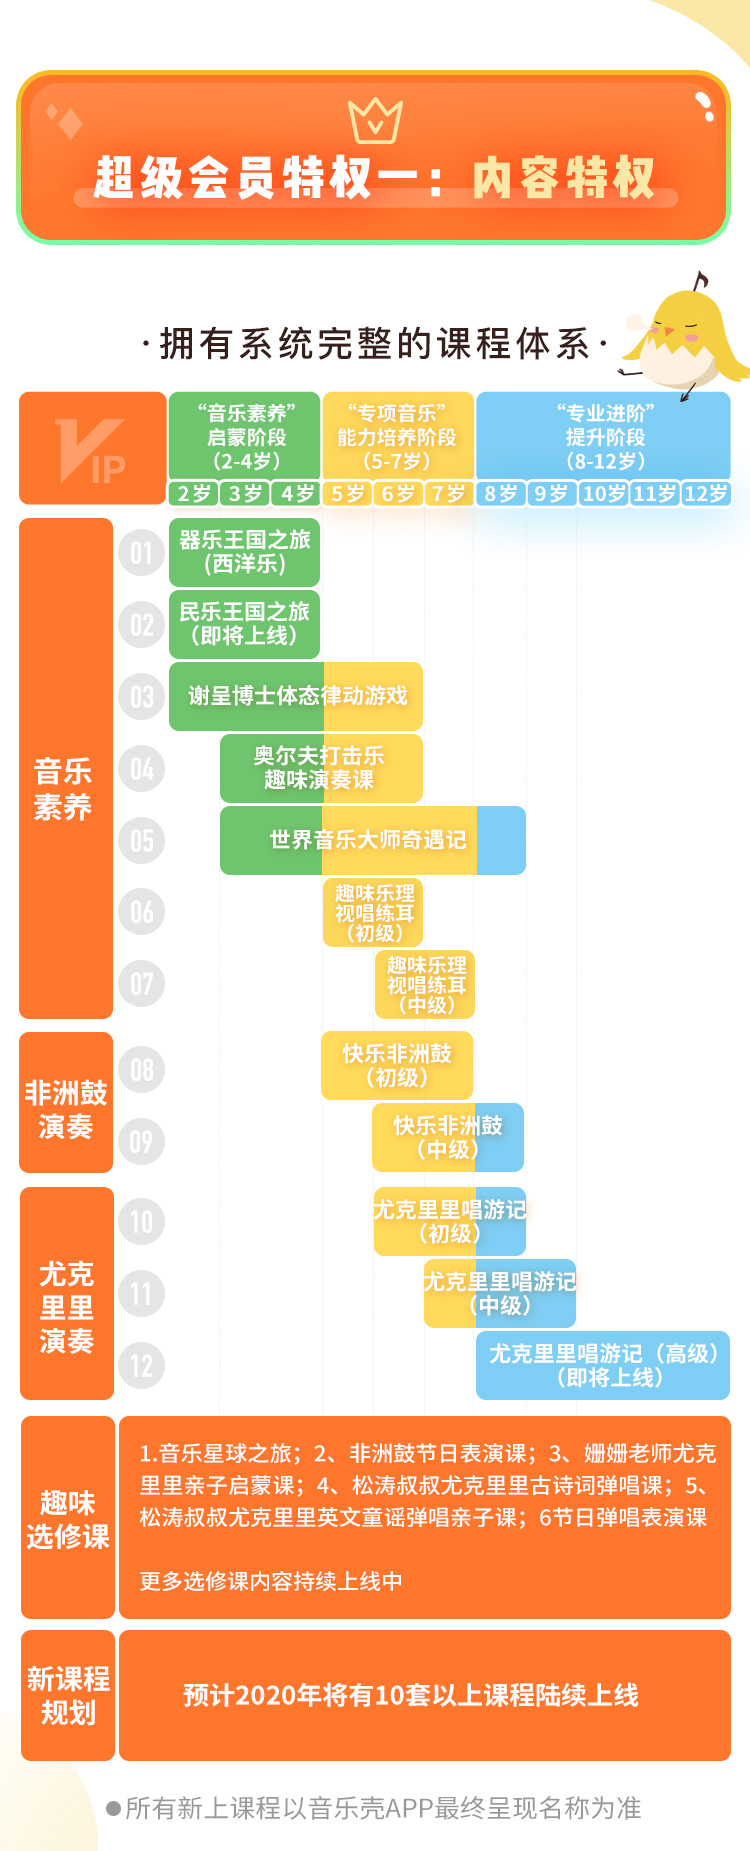 超级会员特权一：内容特权
·拥有系统完整的课程体系·
VIP
“音乐素养”
启蒙阶段
（2-4岁）
“专项音乐”
能力培养阶段
（5-7岁）
“专业进阶”
提升阶段
（8-12岁）
2岁 3岁 4岁 5岁 6岁 7岁 8岁 9岁 10岁 11岁 12岁
音乐
素养
01
器乐王国之旅
(西洋乐)
02
民乐王国之旅
（即将上线）
03
谢呈博士体态律动游戏
04
奥尔夫打击乐
趣味演奏课
05
世界音乐大师奇遇记
06
趣味乐理
视唱练耳
（初级）
07
趣味乐理
视唱练耳
（中级）
非洲鼓
演奏
08
快乐非洲鼓
（初级）
09
快乐非洲鼓
（中级）
尤克
里里
演奏
10
尤克里里唱游记
（初级）
11
尤克里里唱游记
（中级）
12
尤克里里唱游记（高级）
（即将上线）
趣味
选修课
1.音乐星球之旅；2、非洲鼓节日表演课；3、姗姗老师尤克
里里亲子启蒙课；4、松涛叔叔尤克里里古诗词弹唱课；5、
松涛叔叔尤克里里英文童谣弹唱亲子课；6节日弹唱表演课
更多选修课内容持续上线中
新课程
规划
预计2020年将有10套以上课程陆续上线
●所有新上课程以音乐壳APP最终呈现名称为准